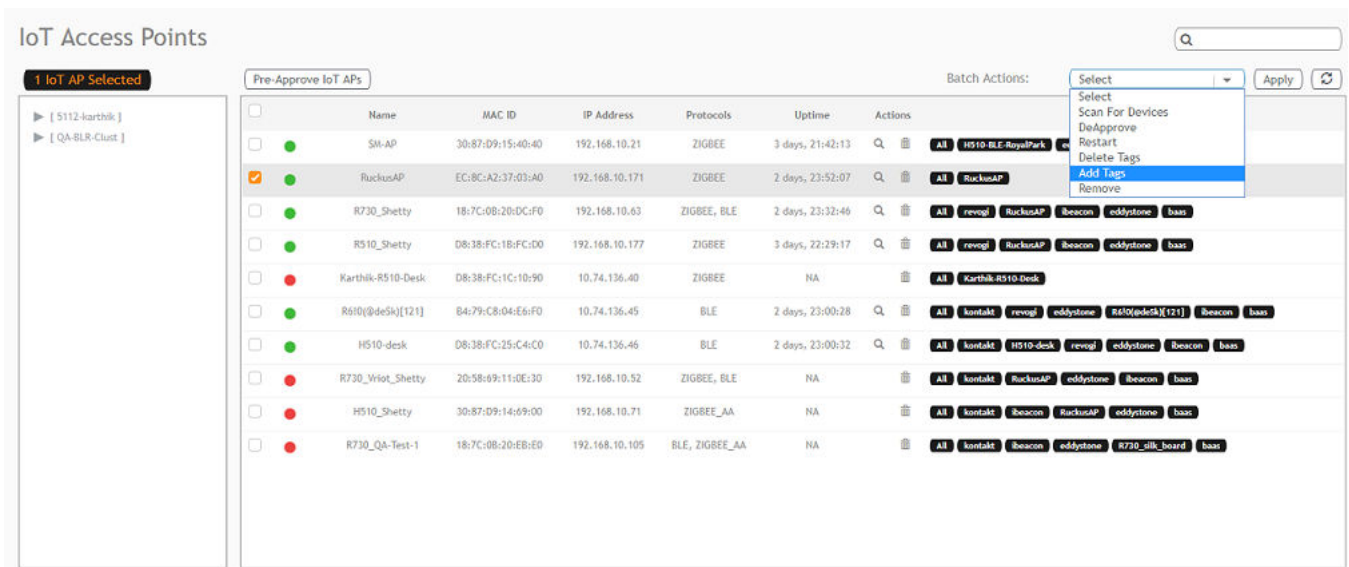 IoT Access Points
1 IoT AP Selected
Pre-Approve IoT APs
Batch Actions: Select Apply
Select
Scan For Devices
DeApprove
Restart
Delete Tags
Add Tags
Remove
[ 5112-karthik ]
[ QA-BLR-Clust ]
Name MAC ID IP Address Protocols Uptime Actions
SM-AP 30:87:D9:15:40:40 192.168.10.21 ZIGBEE 3 days, 21:42:13 All H510-BLE-RoyalPark
RuckusAP EC:8C:A2:37:03:A0 192.168.10.171 ZIGBEE 2 days, 23:52:07 All RuckusAP
R730_Shetty 18:7C:0B:20:DC:F0 192.168.10.63 ZIGBEE, BLE 2 days, 23:32:46 All revogi RuckusAP ibeacon eddystone baas
R510_Shetty D8:38:FC:1B:FC:D0 192.168.10.177 ZIGBEE 3 days, 22:29:17 All revogi RuckusAP ibeacon eddystone baas
Karthik-R510-Desk D8:38:FC:1C:10:90 10.74.136.40 ZIGBEE NA All Karthik-R510-Desk
R6!0(@deSk)[121] B4:79:C8:04:E6:F0 10.74.136.45 BLE 2 days, 23:00:28 All kontakt revogi eddystone R6!0(@deSk)[121] ibeacon baas
H510-desk D8:38:FC:25:C4:C0 10.74.136.46 BLE 2 days, 23:00:32 All kontakt H510-desk revogi eddystone ibeacon baas
R730_Vriot_Shetty 20:58:69:11:0E:30 192.168.10.52 ZIGBEE, BLE NA All kontakt RuckusAP eddystone ibeacon baas
H510_Shetty 30:87:D9:14:69:00 192.168.10.71 ZIGBEE_AA NA All kontakt ibeacon RuckusAP eddystone baas
R730_QA-Test-1 18:7C:0B:20:EB:E0 192.168.10.105 BLE, ZIGBEE_AA NA All kontakt ibeacon eddystone R730_silk_board baas